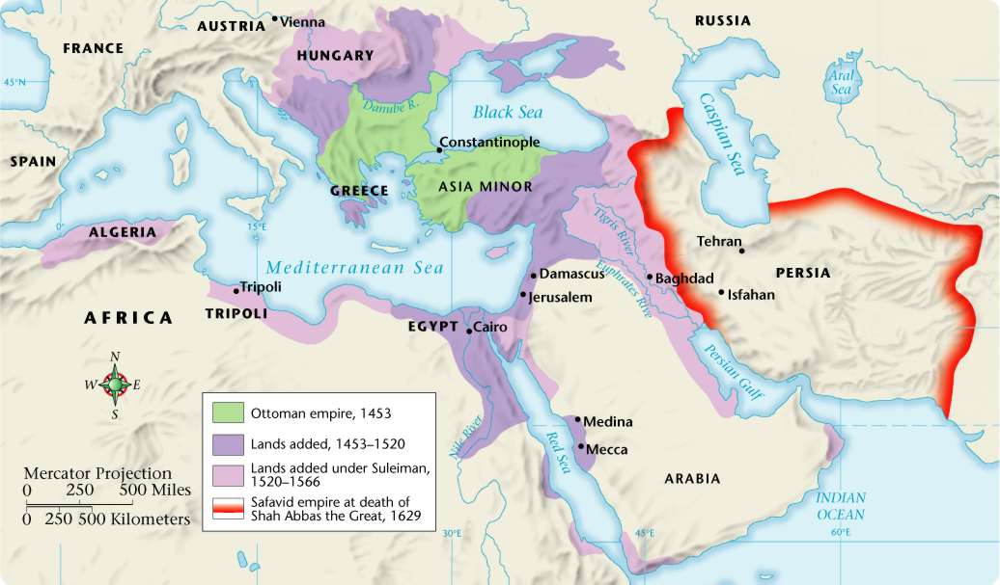 RUSSIA
AUSTRIA
Vienna
FRANCE
HUNGARY
Aral
Sea
45°N
Danube R.
Black Sea
Caspian Sea
Constantinople
SPAIN
GREECE
ASIA MINOR
0°
15°E
ALGERIA
Tigris River
Tehran
Mediterranean Sea
Damascus
Euphrates Rive
Baghdad
PERSIA
Tripoli
Jerusalem
Isfahan
AFRICA
TRIPOLI
EGYPT
Cairo
N
W
E
S
Persian Gulf
Nile River
Red Sea
Medina
Mecca
ARABIA
INDIAN
OCEAN
30°E
45°E
60°E
Ottoman empire, 1453
Lands added, 1453–1520
Lands added under Suleiman,
1520–1566
Safavid empire at death of
Shah Abbas the Great, 1629
Mercator Projection
0 250 500 Miles
0 250 500 Kilometers